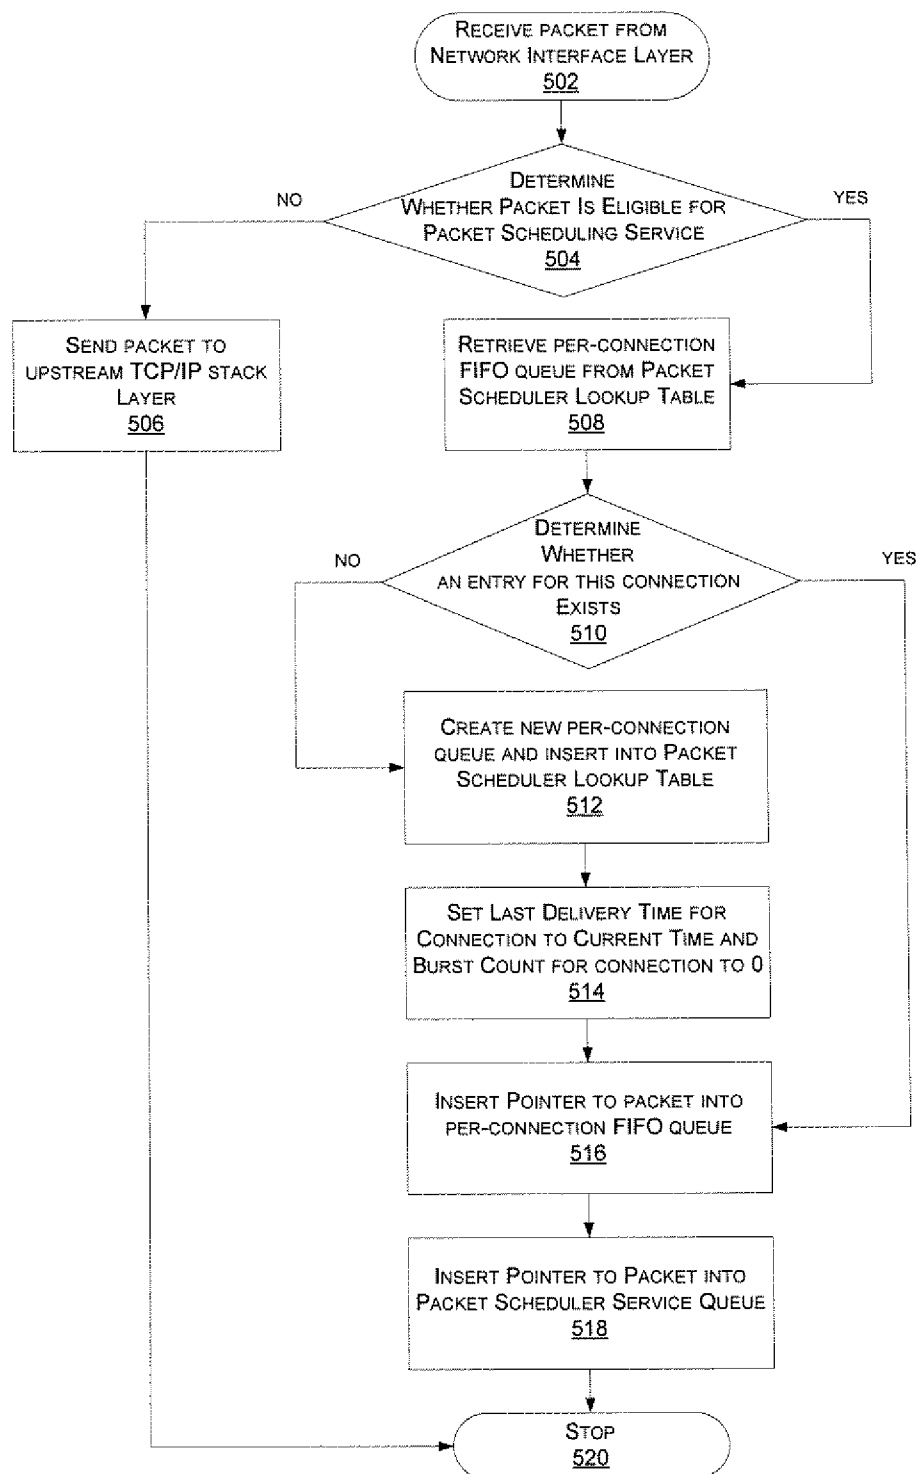 RECEIVE PACKET FROM
NETWORK INTERFACE LAYER
502
DETERMINE
WHETHER PACKET IS ELIGIBLE FOR
PACKET SCHEDULING SERVICE
504
NO
YES
SEND PACKET TO
UPSTREAM TCP/IP STACK
LAYER
506
RETRIEVE PER-CONNECTION
FIFO QUEUE FROM PACKET
SCHEDULER LOOKUP TABLE
508
DETERMINE
WHETHER
AN ENTRY FOR THIS CONNECTION
EXISTS
510
NO
YES
CREATE NEW PER-CONNECTION
QUEUE AND INSERT INTO PACKET
SCHEDULER LOOKUP TABLE
512
SET LAST DELIVERY TIME FOR
CONNECTION TO CURRENT TIME AND
BURST COUNT FOR CONNECTION TO 0
514
INSERT POINTER TO PACKET INTO
PER-CONNECTION FIFO QUEUE
516
INSERT POINTER TO PACKET INTO
PACKET SCHEDULER SERVICE QUEUE
518
STOP
520